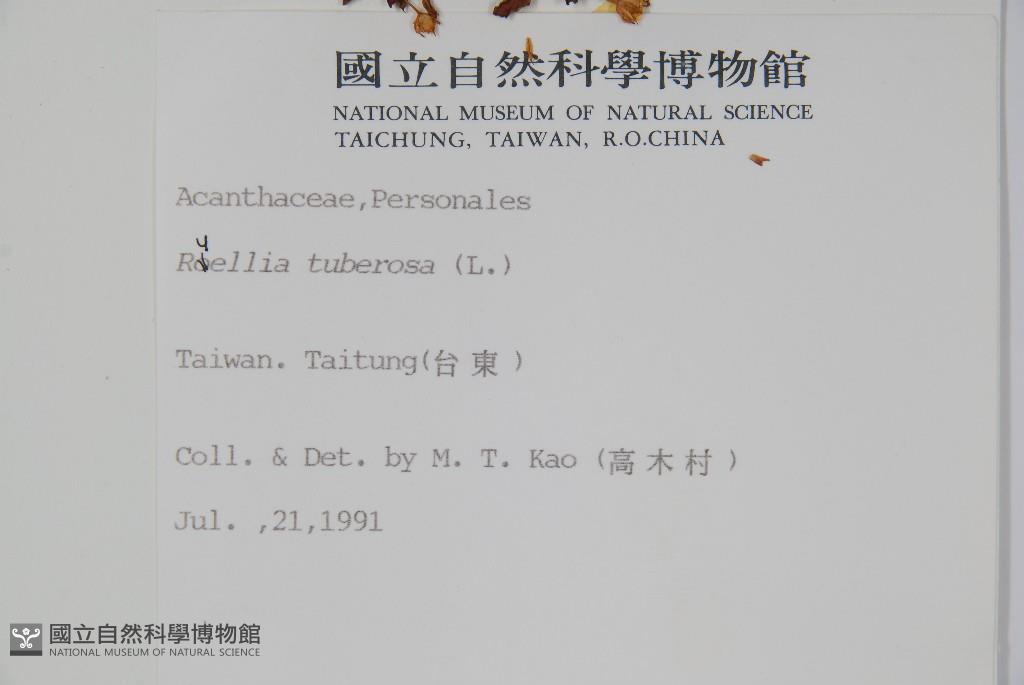 國立自然科學博物館
NATIONAL MUSEUM OF NATURAL SCIENCE
TAICHUNG, TAIWAN, R.O.CHINA
Acanthaceae,Personales
Ruellia tuberosa (L.)
Taiwan. Taitung(台東)
Coll. & Det. by M. T. Kao (高木村)
Jul. ,21,1991
國立自然科學博物館
NATIONAL MUSEUM OF NATURAL SCIENCE